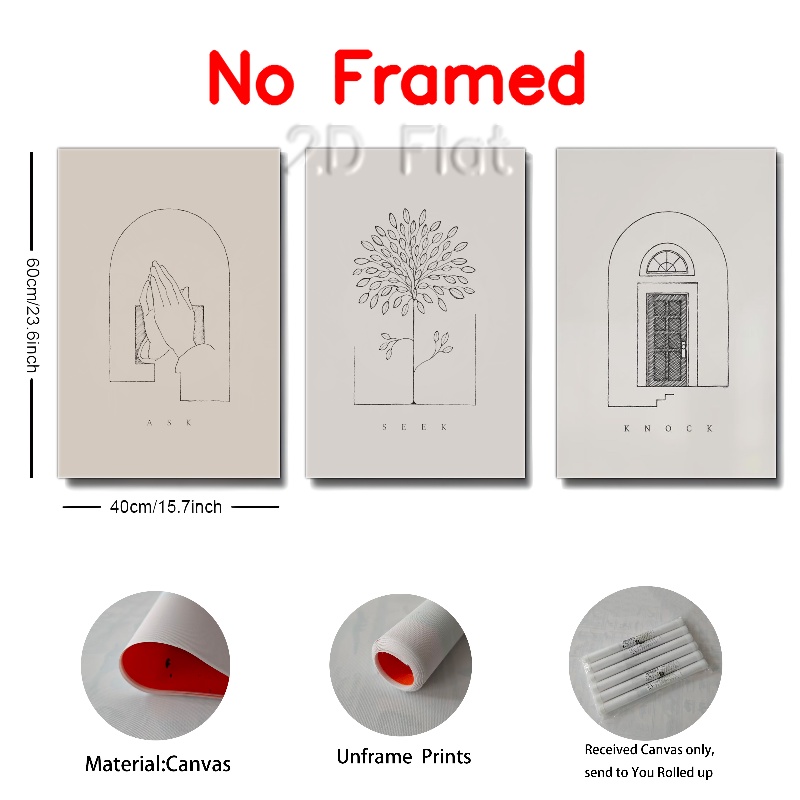 No Framed
2D Flat
60cm/23.6inch
A S K
S E E K
K N O C K
40cm/15.7inch
Material:Canvas
Unframe Prints
Received Canvas only,
send to You Rolled up